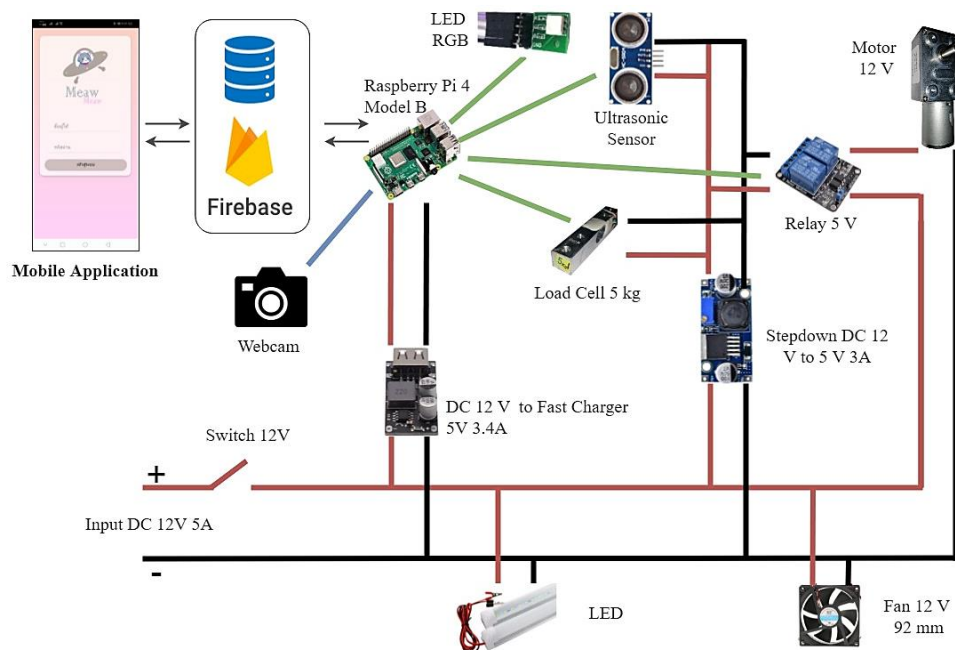 LED
RGB
Motor
12 V
Raspberry Pi 4
Model B
Ultrasonic
Sensor
Meaw
Meaw
Firebase
Relay 5 V
Mobile Application
Load Cell 5 kg
Webcam
Stepdown DC 12
V to 5 V 3A
DC 12 V to Fast Charger
5V 3.4A
Switch 12V
+
Input DC 12V 5A
-
LED
Fan 12 V
92 mm